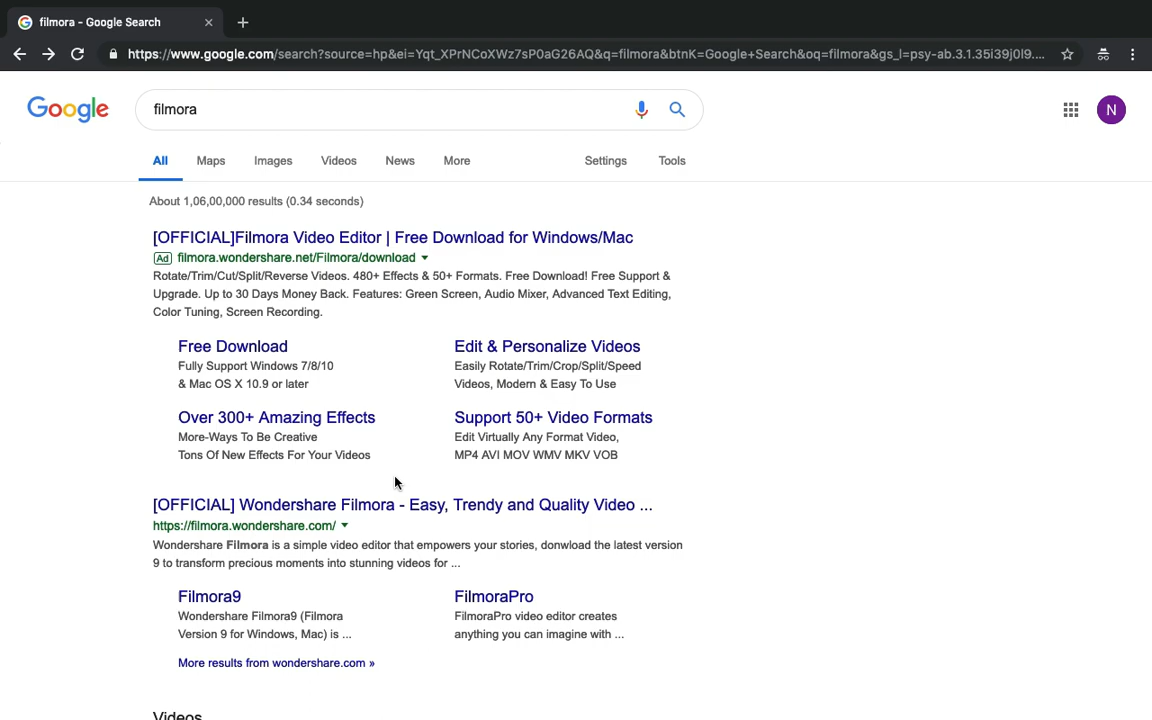 filmora - Google Search
https://www.google.com/search?source=hp&ei=Yqt_XPrNCoXWz7sP0aG26AQ&q=filmora&btnK=Google+Search&oq=filmora&gs_l=psy-ab.3.1.35i39j0l9....
Google
filmora
N
All Maps Images Videos News More Settings Tools
About 1,06,00,000 results (0.34 seconds)
[OFFICIAL]Filmora Video Editor | Free Download for Windows/Mac
Ad filmora.wondershare.net/Filmora/download
Rotate/Trim/Cut/Split/Reverse Videos. 480+ Effects & 50+ Formats. Free Download! Free Support &
Upgrade. Up to 30 Days Money Back. Features: Green Screen, Audio Mixer, Advanced Text Editing,
Color Tuning, Screen Recording.
Free Download
Fully Support Windows 7/8/10
& Mac OS X 10.9 or later
Edit & Personalize Videos
Easily Rotate/Trim/Crop/Split/Speed
Videos, Modern & Easy To Use
Over 300+ Amazing Effects
More-Ways To Be Creative
Tons Of New Effects For Your Videos
Support 50+ Video Formats
Edit Virtually Any Format Video,
MP4 AVI MOV WMV MKV VOB
[OFFICIAL] Wondershare Filmora - Easy, Trendy and Quality Video ...
https://filmora.wondershare.com/
Wondershare Filmora is a simple video editor that empowers your stories, donwload the latest version
9 to transform precious moments into stunning videos for ...
Filmora9
Wondershare Filmora9 (Filmora
Version 9 for Windows, Mac) is ...
FilmoraPro
FilmoraPro video editor creates
anything you can imagine with ...
More results from wondershare.com »
Videos